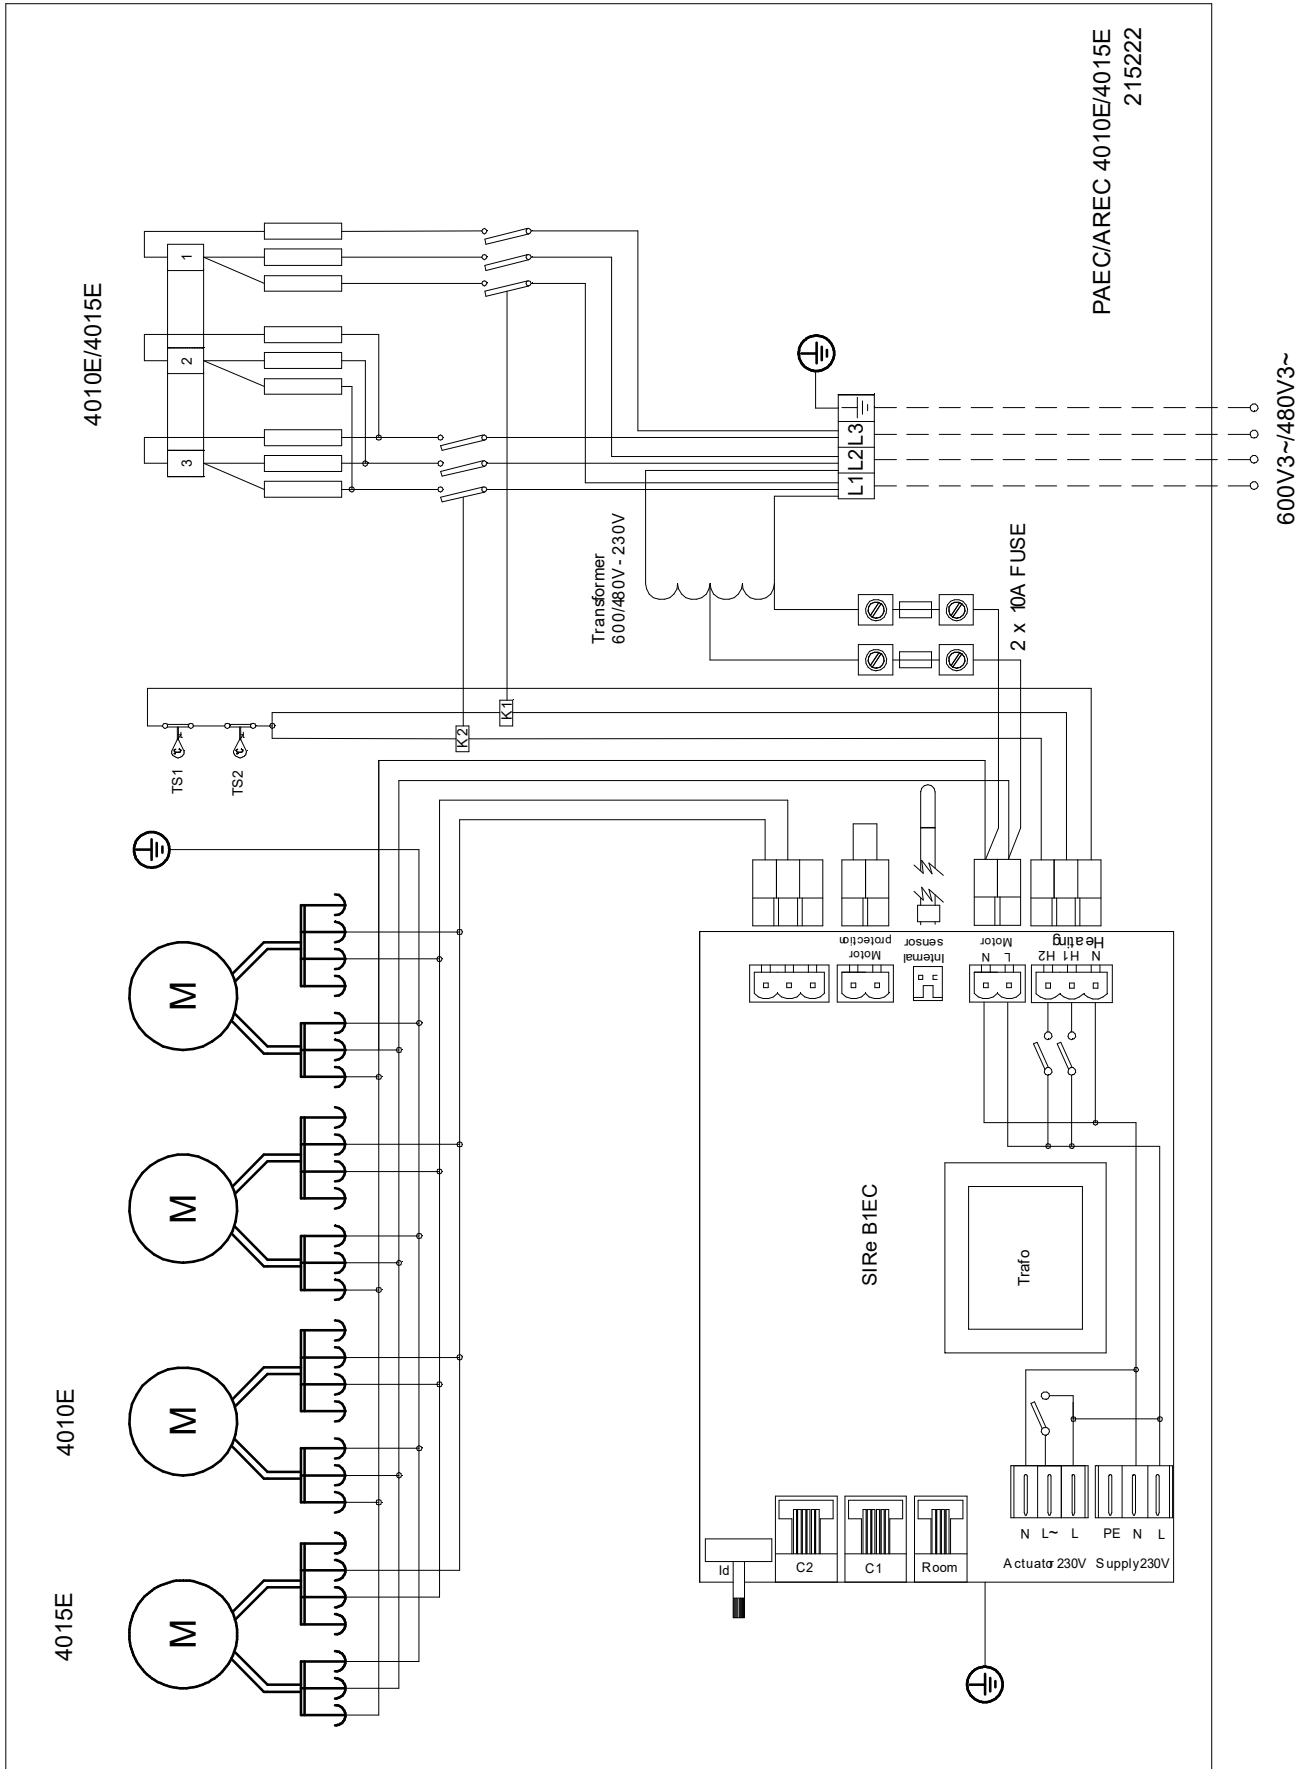 PAEC/AREC 4010E/4015E
215222
4010E/4015E
1
2
3
L1
L2
L3
600V3~/480V3~
Transformer
600/480V - 230V
2 x 10A FUSE
K1
K2
TS1
TS2
M
M
M
M
4010E
4015E
Motor
protection
Internal
sensor
Motor
N
L
Heating
H2
H1
N
SIRe B1EC
Trafo
Id
C2
C1
Room
N
L~
L
PE
N
L
Actuator 230V
Supply 230V